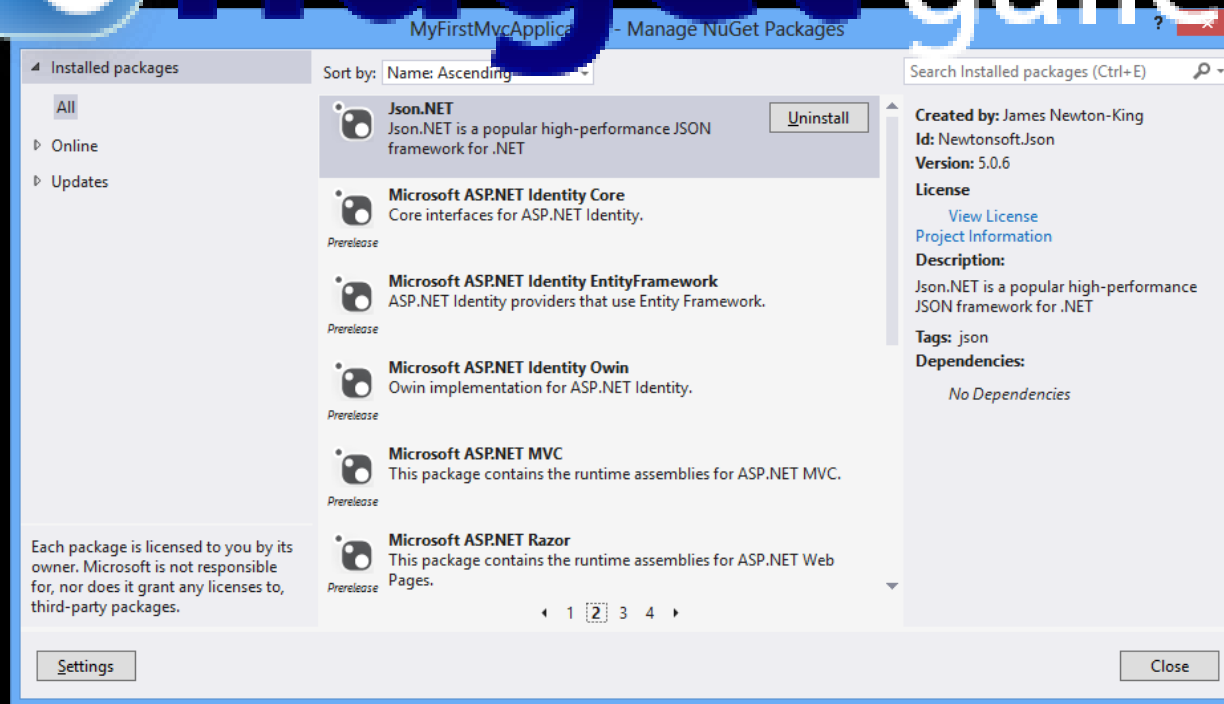 MyFirstMvcApplica - Manage NuGet Packages
?
Installed packages
All
Online
Updates
Each package is licensed to you by its
owner. Microsoft is not responsible
for, nor does it grant any licenses to,
third-party packages.
Settings
Sort by: Name: Ascending
Json.NET
Json.NET is a popular high-performance JSON
framework for .NET
Uninstall
Microsoft ASP.NET Identity Core
Core interfaces for ASP.NET Identity.
Prerelease
Microsoft ASP.NET Identity EntityFramework
ASP.NET Identity providers that use Entity Framework.
Prerelease
Microsoft ASP.NET Identity Owin
Owin implementation for ASP.NET Identity.
Prerelease
Microsoft ASP.NET MVC
This package contains the runtime assemblies for ASP.NET MVC.
Prerelease
Microsoft ASP.NET Razor
This package contains the runtime assemblies for ASP.NET Web
Prerelease Pages.
1 2 3 4
Search Installed packages (Ctrl+E)
Created by: James Newton-King
Id: Newtonsoft.Json
Version: 5.0.6
License
View License
Project Information
Description:
Json.NET is a popular high-performance
JSON framework for .NET
Tags: json
Dependencies:
No Dependencies
Close